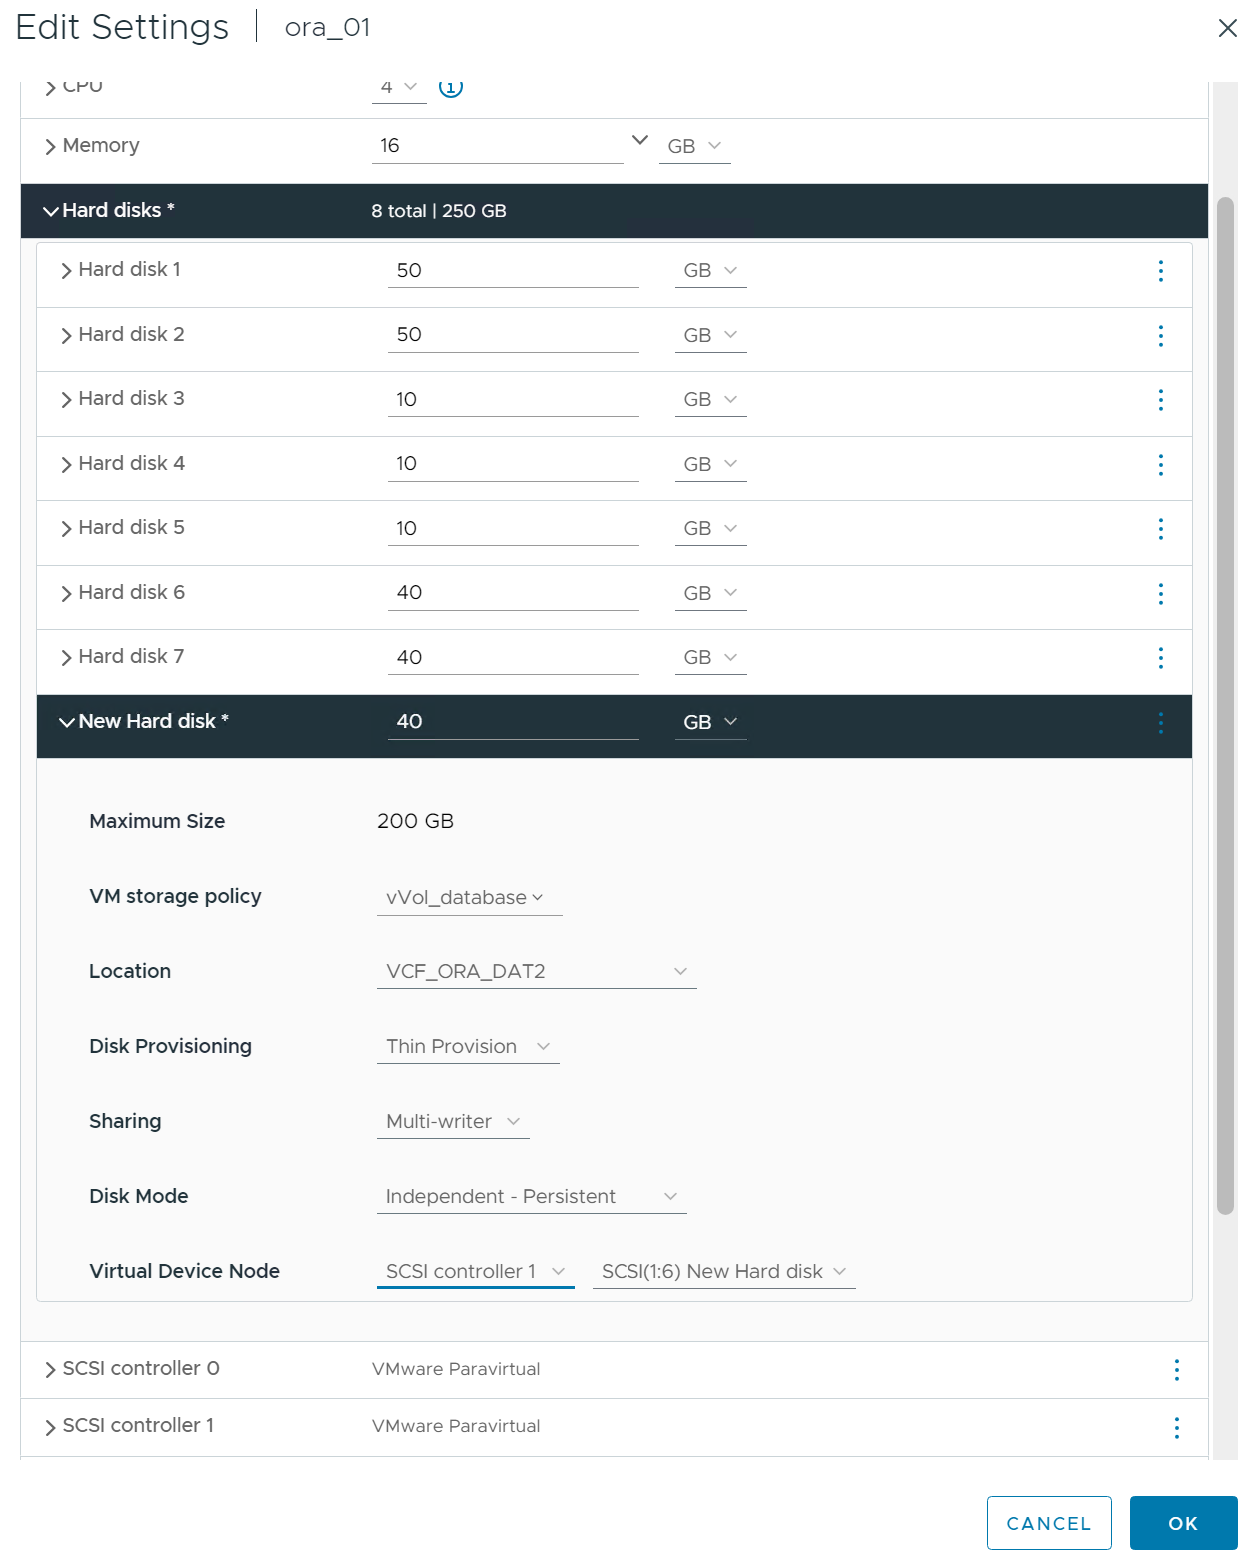 Edit Settings | ora_01
CPU 4
Memory 16 GB
Hard disks * 8 total | 250 GB
Hard disk 1 50 GB
Hard disk 2 50 GB
Hard disk 3 10 GB
Hard disk 4 10 GB
Hard disk 5 10 GB
Hard disk 6 40 GB
Hard disk 7 40 GB
New Hard disk * 40 GB
Maximum Size 200 GB
VM storage policy vVol_database
Location VCF_ORA_DAT2
Disk Provisioning Thin Provision
Sharing Multi-writer
Disk Mode Independent - Persistent
Virtual Device Node SCSI controller 1 SCSI(1:6) New Hard disk
SCSI controller 0 VMware Paravirtual
SCSI controller 1 VMware Paravirtual
CANCEL OK